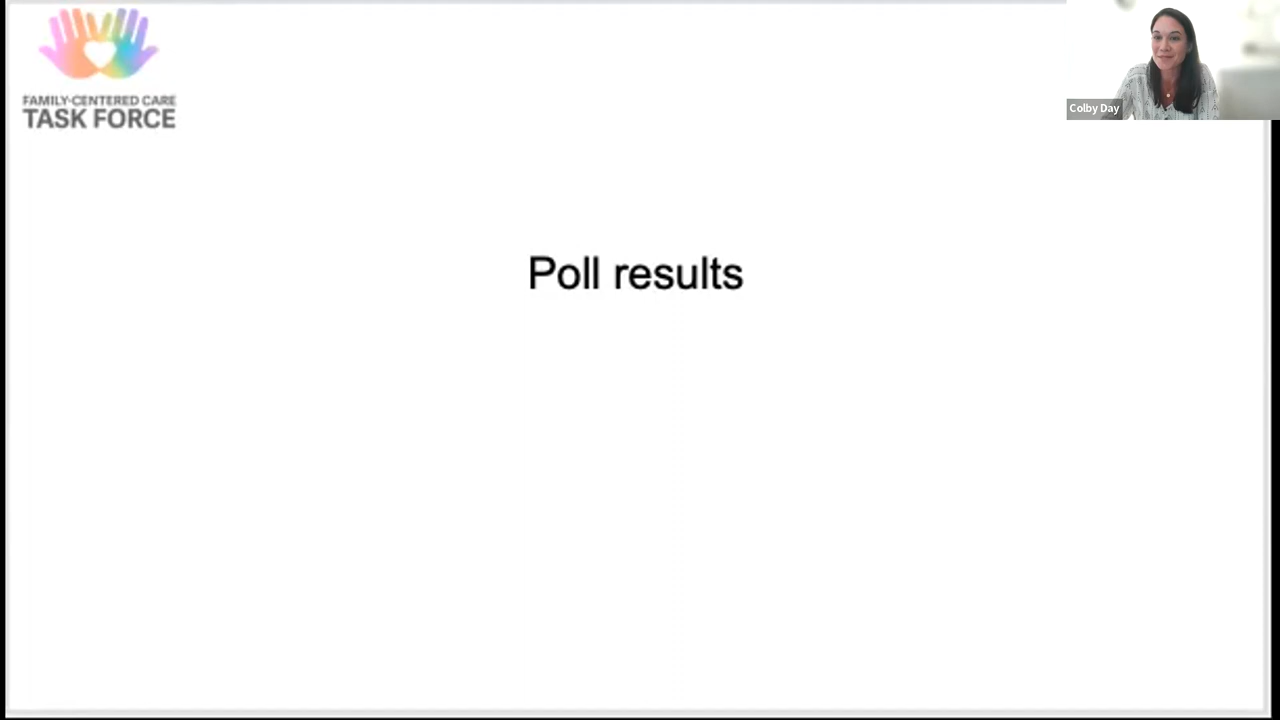 FAMILY-CENTERED CARE
TASK FORCE
Colby Day
Poll results